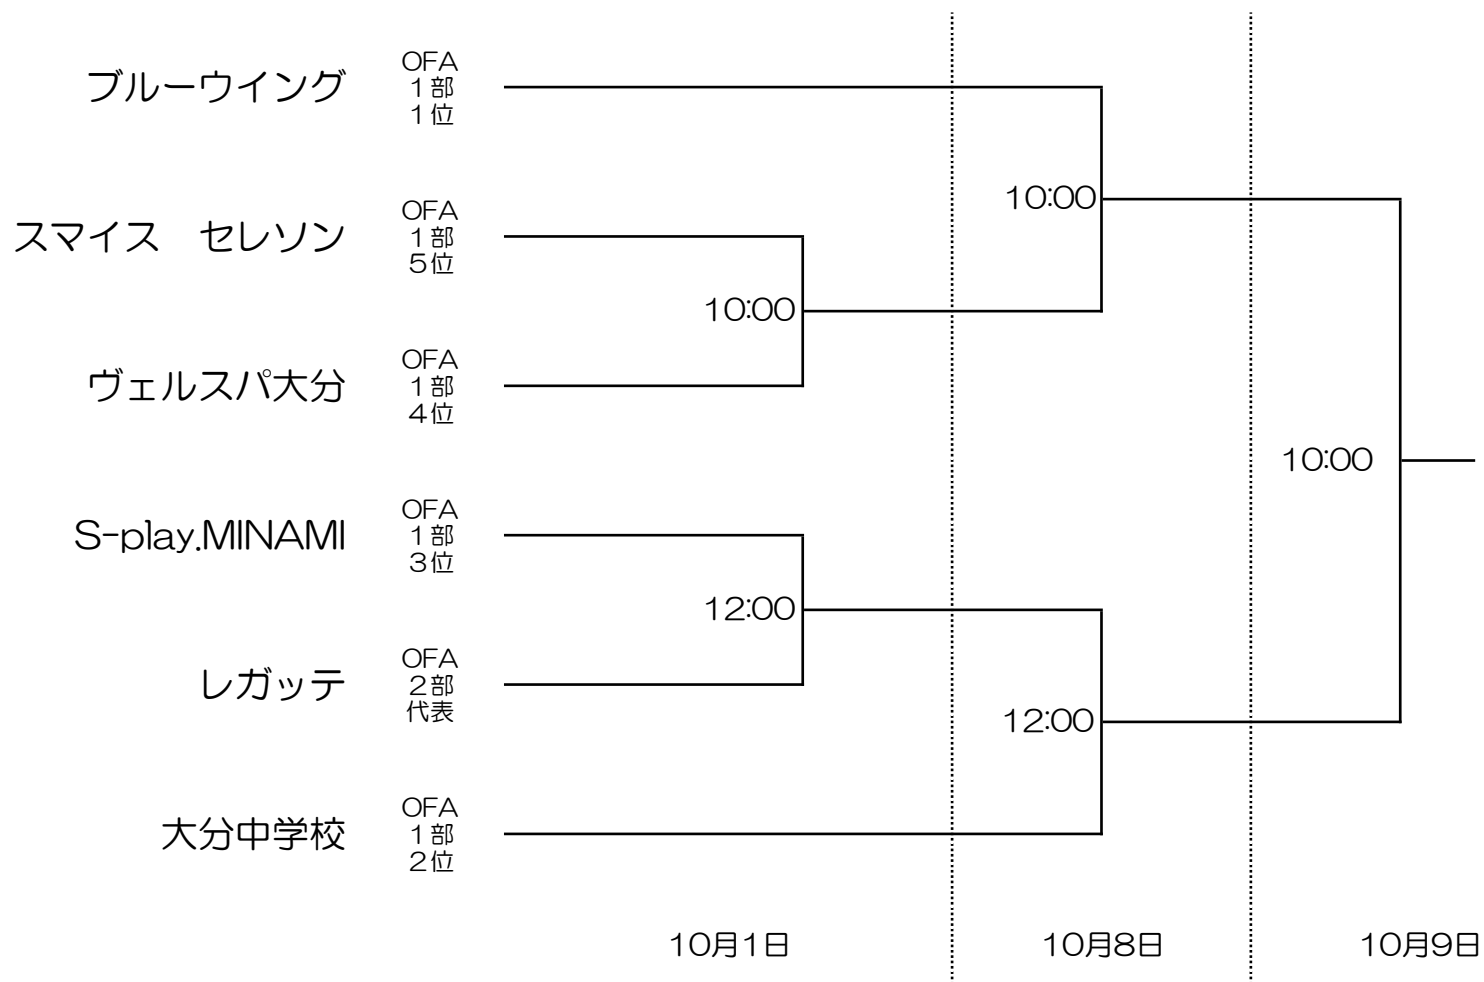 OFA
ブルーウイング
１部
１位
10:00
OFA
スマイス　セレソン
１部
５位
10:00
OFA
ヴェルスパ大分
１部
４位
10:00
OFA
S-play.MINAMI
１部
３位
12:00
OFA
レガッテ
２部
代表
12:00
OFA
大分中学校
１部
２位
10月1日
10月8日
10月9日